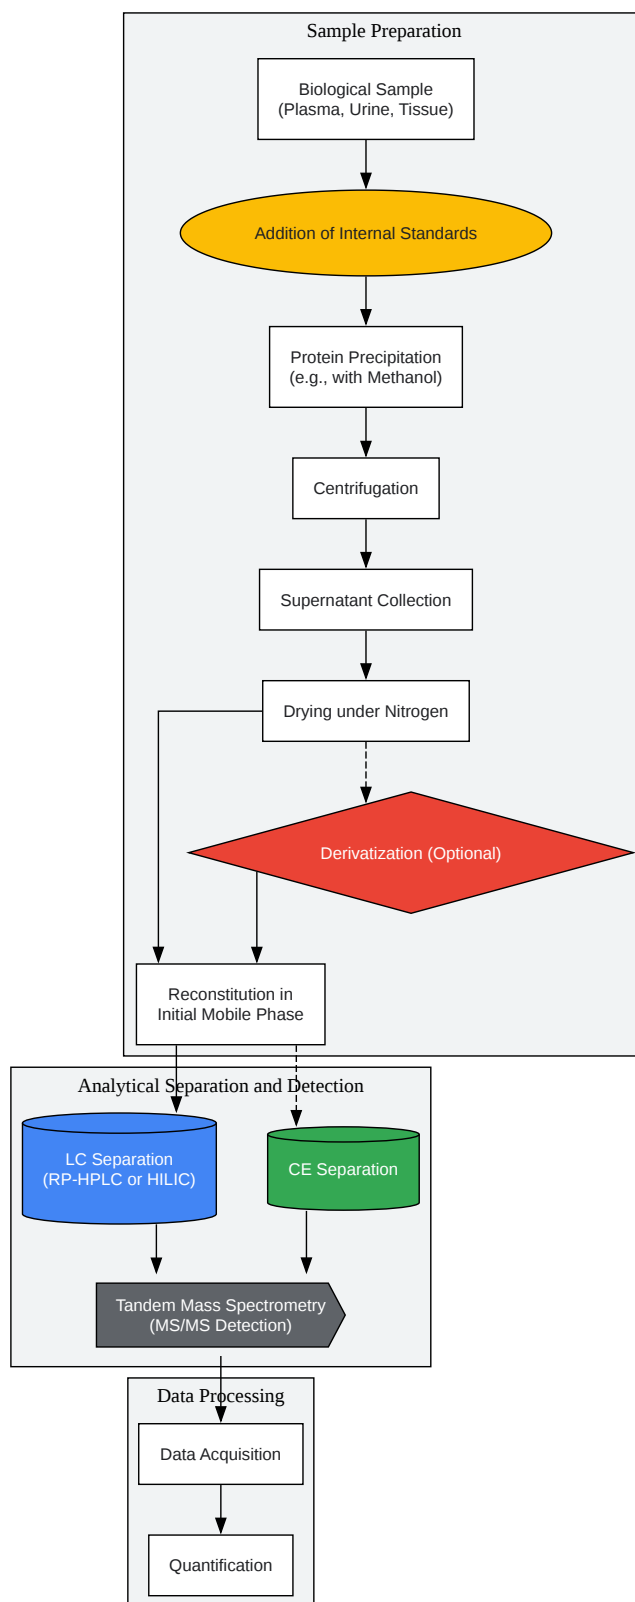 Sample Preparation
Biological Sample
(Plasma, Urine, Tissue)
Addition of Internal Standards
Protein Precipitation
(e.g., with Methanol)
Centrifugation
Supernatant Collection
Drying under Nitrogen
Derivatization (Optional)
Reconstitution in
Initial Mobile Phase
Analytical Separation and Detection
LC Separation
(RP-HPLC or HILIC)
CE Separation
Tandem Mass Spectrometry
(MS/MS Detection)
Data Processing
Data Acquisition
Quantification